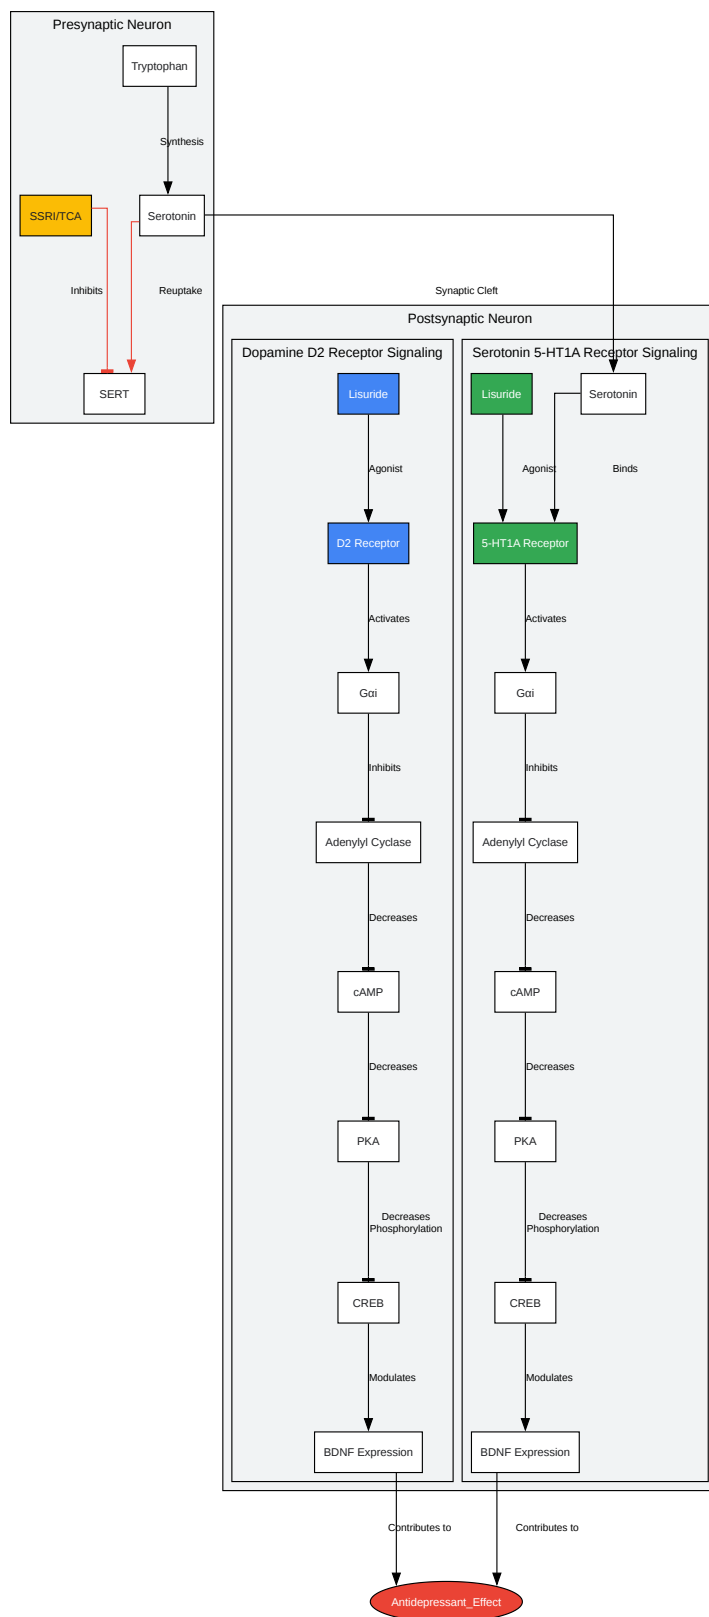 Presynaptic Neuron
Tryptophan
Synthesis
SSRI/TCA
Serotonin
Inhibits
Reuptake
SERT
Synaptic Cleft
Postsynaptic Neuron
Dopamine D2 Receptor Signaling
Lisuride
Agonist
D2 Receptor
Activates
Gαi
Inhibits
Adenylyl Cyclase
Decreases
cAMP
Decreases
PKA
Decreases
Phosphorylation
CREB
Modulates
BDNF Expression
Contributes to
Serotonin 5-HT1A Receptor Signaling
Lisuride
Serotonin
Agonist
Binds
5-HT1A Receptor
Activates
Gαi
Inhibits
Adenylyl Cyclase
Decreases
cAMP
Decreases
PKA
Decreases
Phosphorylation
CREB
Modulates
BDNF Expression
Contributes to
Antidepressant_Effect